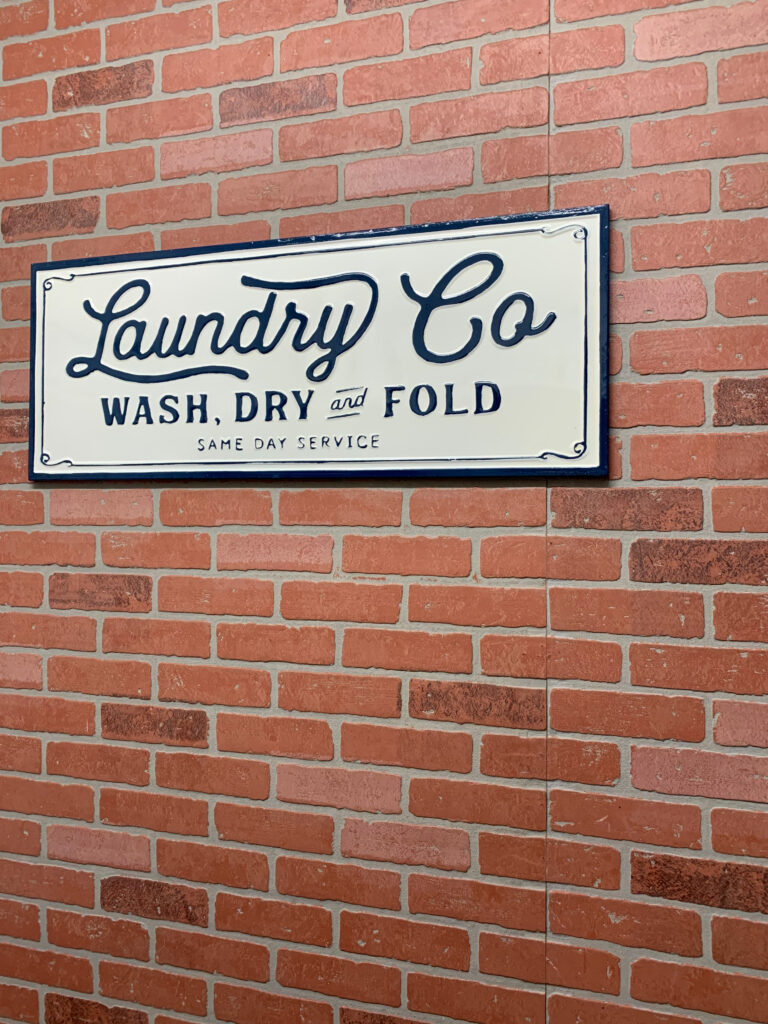 Laundry Co
WASH, DRY and FOLD
SAME DAY SERVICE